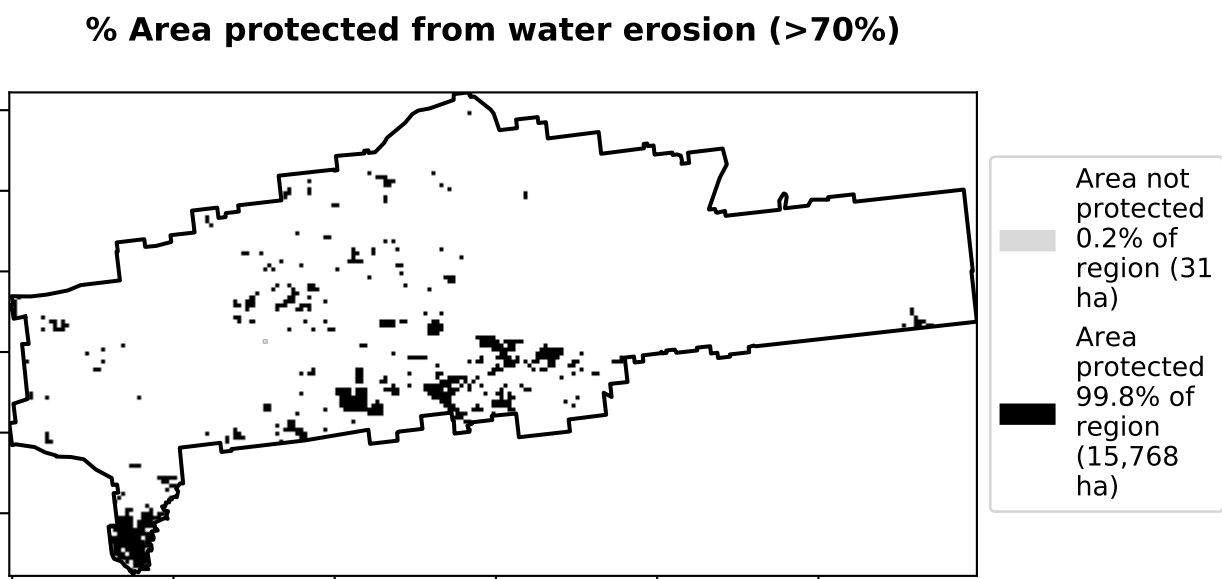 % Area protected from water erosion (>70%)
Area not
protected
0.2% of
region (31
ha)
Area
protected
99.8% of
region
(15,768
ha)